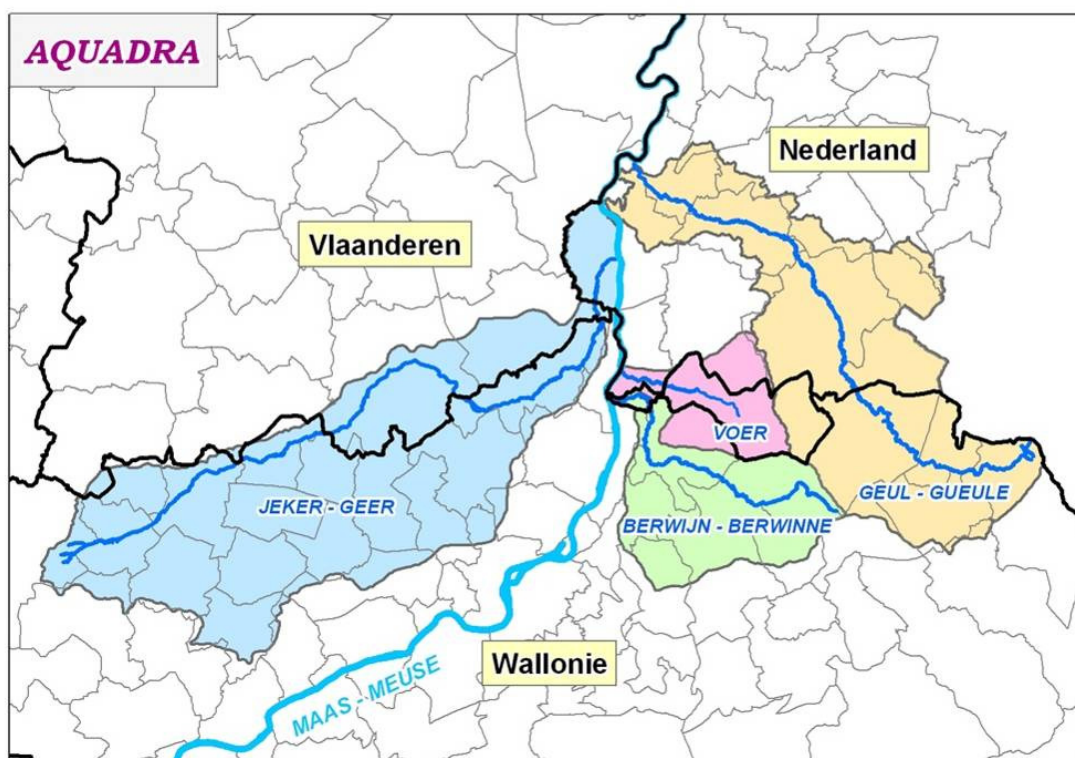 AQUADRA
Nederland
Vlaanderen
VOER
JEKER - GEER
GEUL - GUEULE
BERWIJN - BERWINNE
Wallonie
MAAS - MEUSE